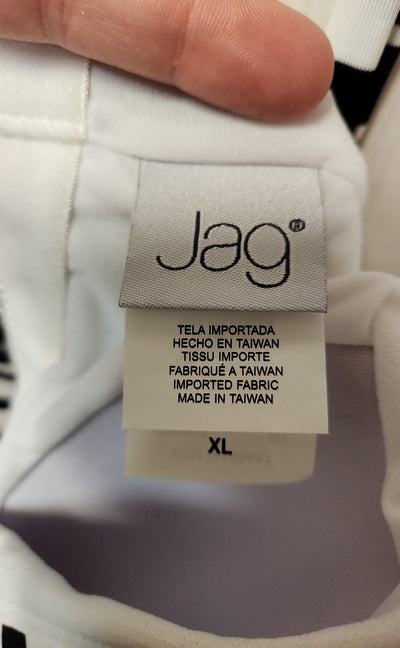 Jag®
TELA IMPORTADA
HECHO EN TAIWAN
TISSU IMPORTE
FABRIQUÉ A TAIWAN
IMPORTED FABRIC
MADE IN TAIWAN
XL